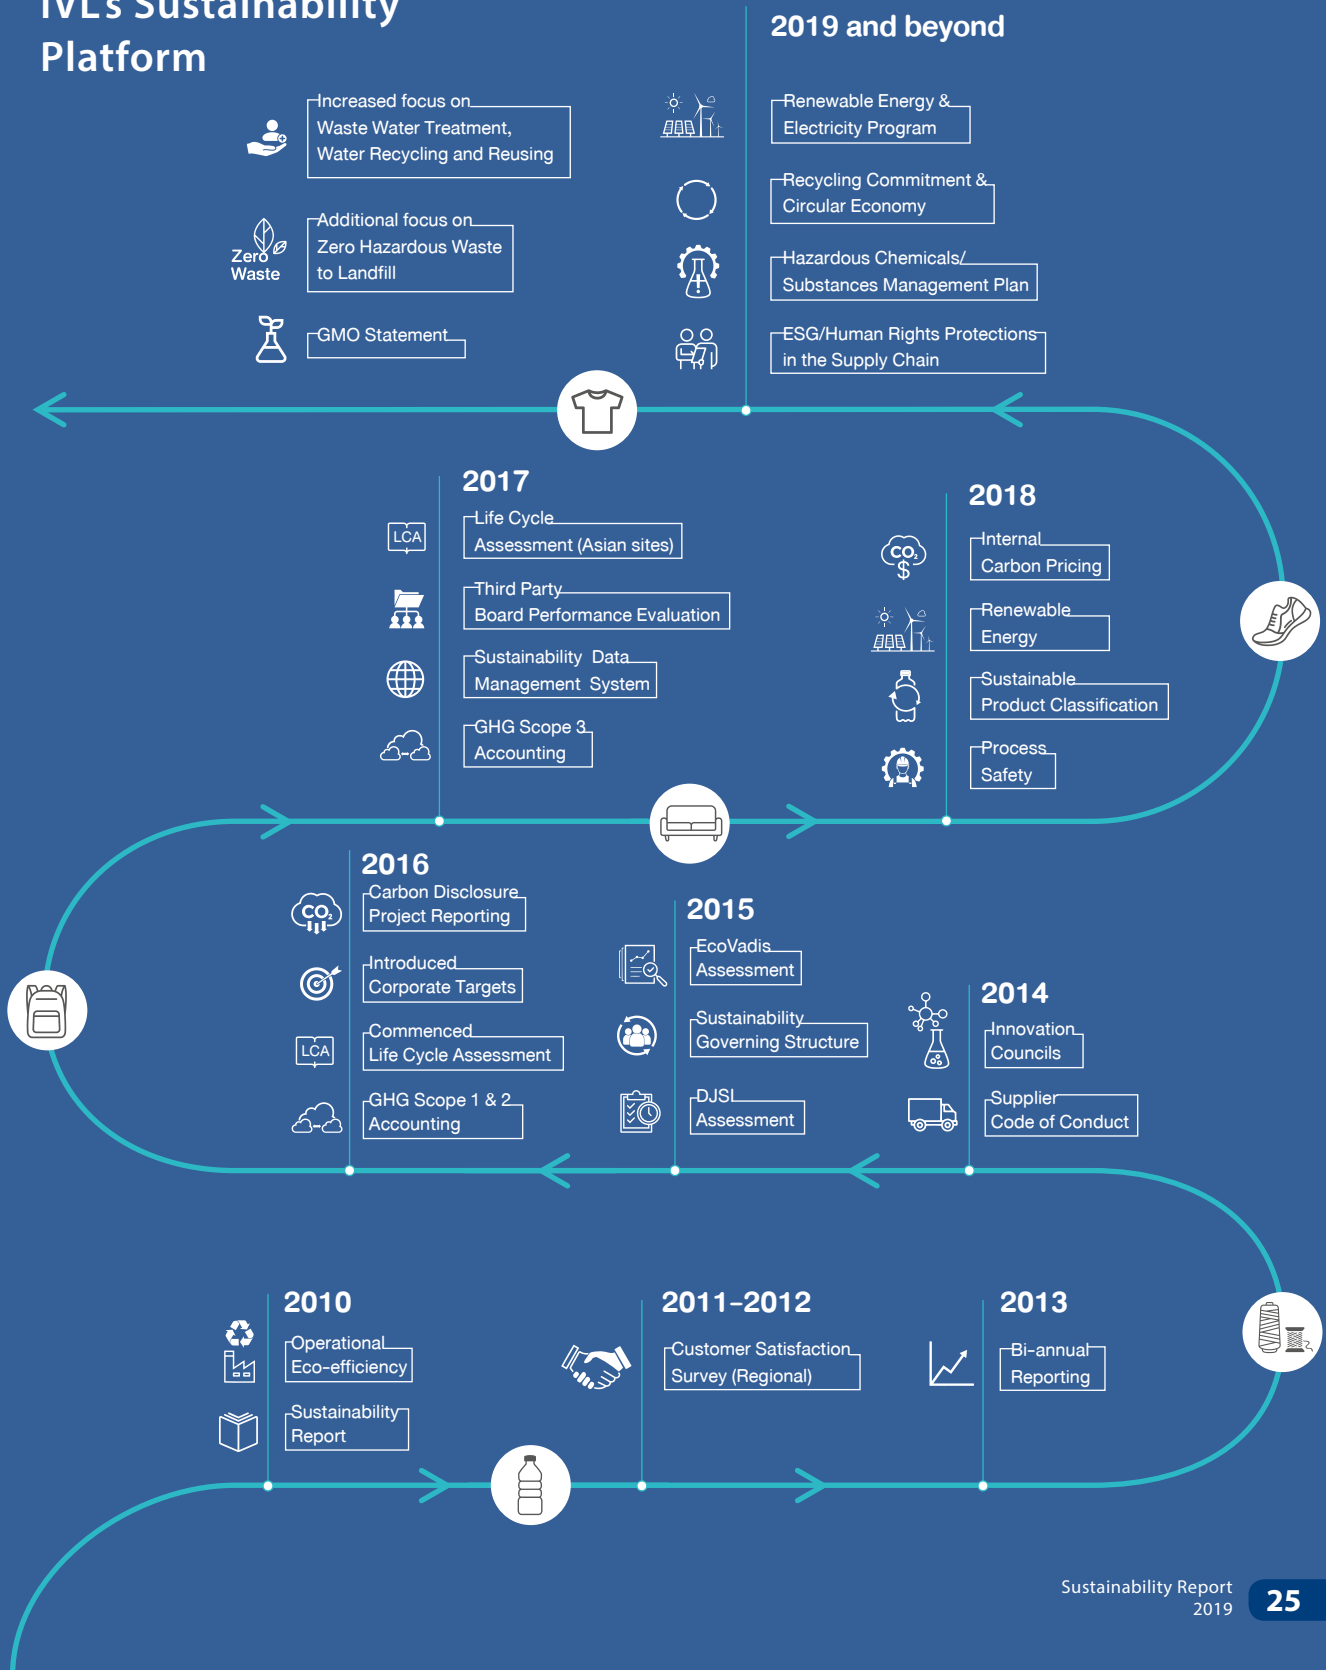 IVL's Sustainability
Platform
2019 and beyond
Increased focus on
Waste Water Treatment,
Water Recycling and Reusing
Zero
Waste
Additional focus on
Zero Hazardous Waste
to Landfill
GMO Statement
Renewable Energy &
Electricity Program
Recycling Commitment &
Circular Economy
Hazardous Chemicals/
Substances Management Plan
ESG/Human Rights Protections
in the Supply Chain
2017
LCA
Life Cycle
Assessment (Asian sites)
Third Party
Board Performance Evaluation
Sustainability Data
Management System
GHG Scope 3
Accounting
2018
CO2
$
Internal
Carbon Pricing
Renewable
Energy
Sustainable
Product Classification
Process
Safety
2016
CO2
Carbon Disclosure
Project Reporting
Introduced
Corporate Targets
LCA
Commenced
Life Cycle Assessment
GHG Scope 1 & 2
Accounting
2015
EcoVadis
Assessment
Sustainability
Governing Structure
DJSI
Assessment
2014
Innovation
Councils
Supplier
Code of Conduct
2010
Operational
Eco-efficiency
Sustainability
Report
2011-2012
Customer Satisfaction
Survey (Regional)
2013
Bi-annual
Reporting
Sustainability Report
2019
25